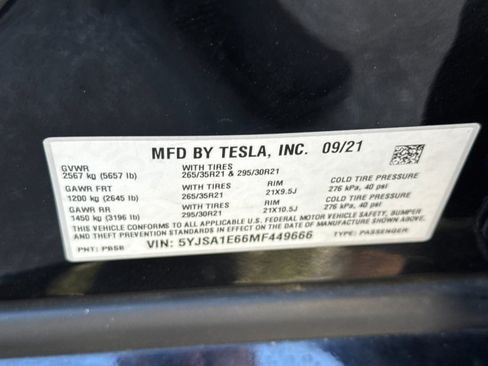 MFD BY TESLA, INC. 09/21
GVWR WITH TIRES
2567 kg (5657 lb) 265/35R21 & 295/30R21
GAWR FRT WITH TIRES RIM COLD TIRE PRESSURE
1200 kg (2645 lb) 265/35R21 21X9.5J 276 kPa, 40 psi
GAWR RR WITH TIRES RIM COLD TIRE PRESSURE
1450 kg (3196 lb) 295/30R21 21X10.5J 276 kPa, 40 psi
THIS VEHICLE CONFORMS TO ALL APPLICABLE U.S. FEDERAL MOTOR VEHICLE SAFETY, BUMPER
AND THEFT PREVENTION STANDARDS IN EFFECT ON THE DATE OF MANUFACTURE SHOWN ABOVE.
PNT: PBSB VIN: 5YJSA1E66MF449666 TYPE: PASSENGER